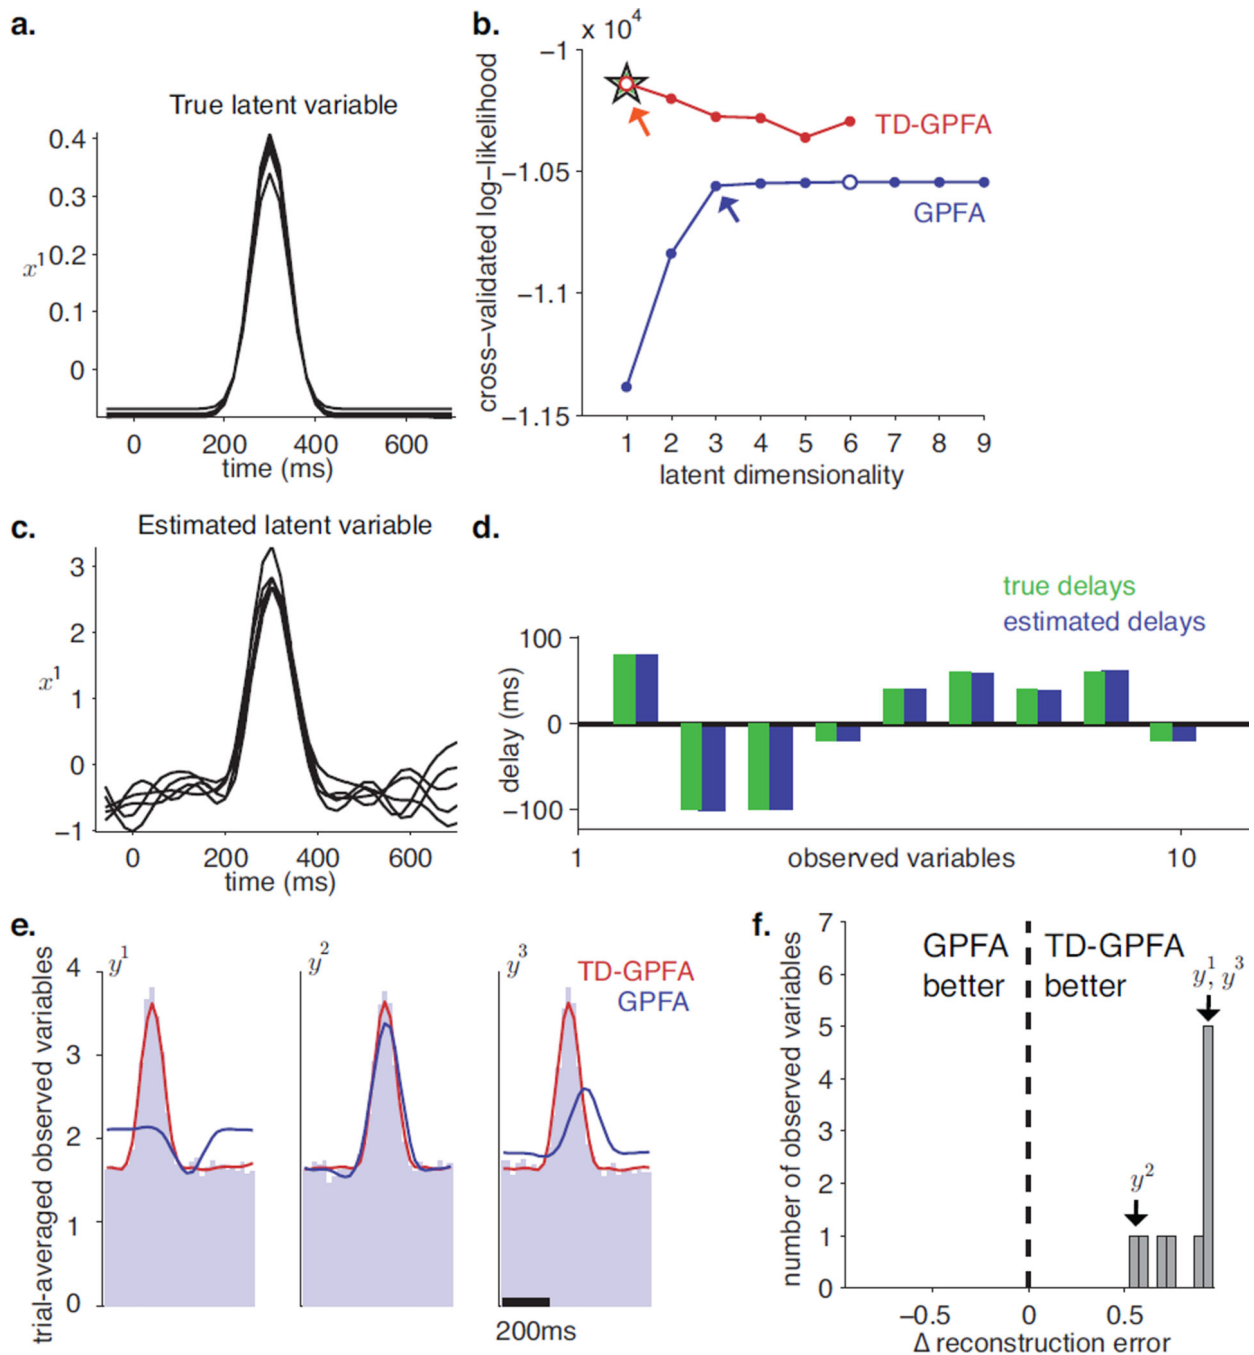 a.
True latent variable
0.4
0.3
0.2
0.1
0
x¹
0 200 400 600
time (ms)
b.
x 10⁴
−1
−1.05
−1.1
−1.15
cross−validated log−likelihood
TD-GPFA
GPFA
1 2 3 4 5 6 7 8 9
latent dimensionality
c.
Estimated latent variable
3
2
1
0
−1
x¹
0 200 400 600
time (ms)
d.
true delays
estimated delays
100
0
−100
delay (ms)
1 10
observed variables
e.
trial-averaged observed variables
4
3
2
1
0
y¹ y² y³
TD-GPFA
GPFA
200ms
f.
number of observed variables
7
6
5
4
3
2
1
0
GPFA
better
TD-GPFA
better
y¹, y³
y²
−0.5 0 0.5
Δ reconstruction error